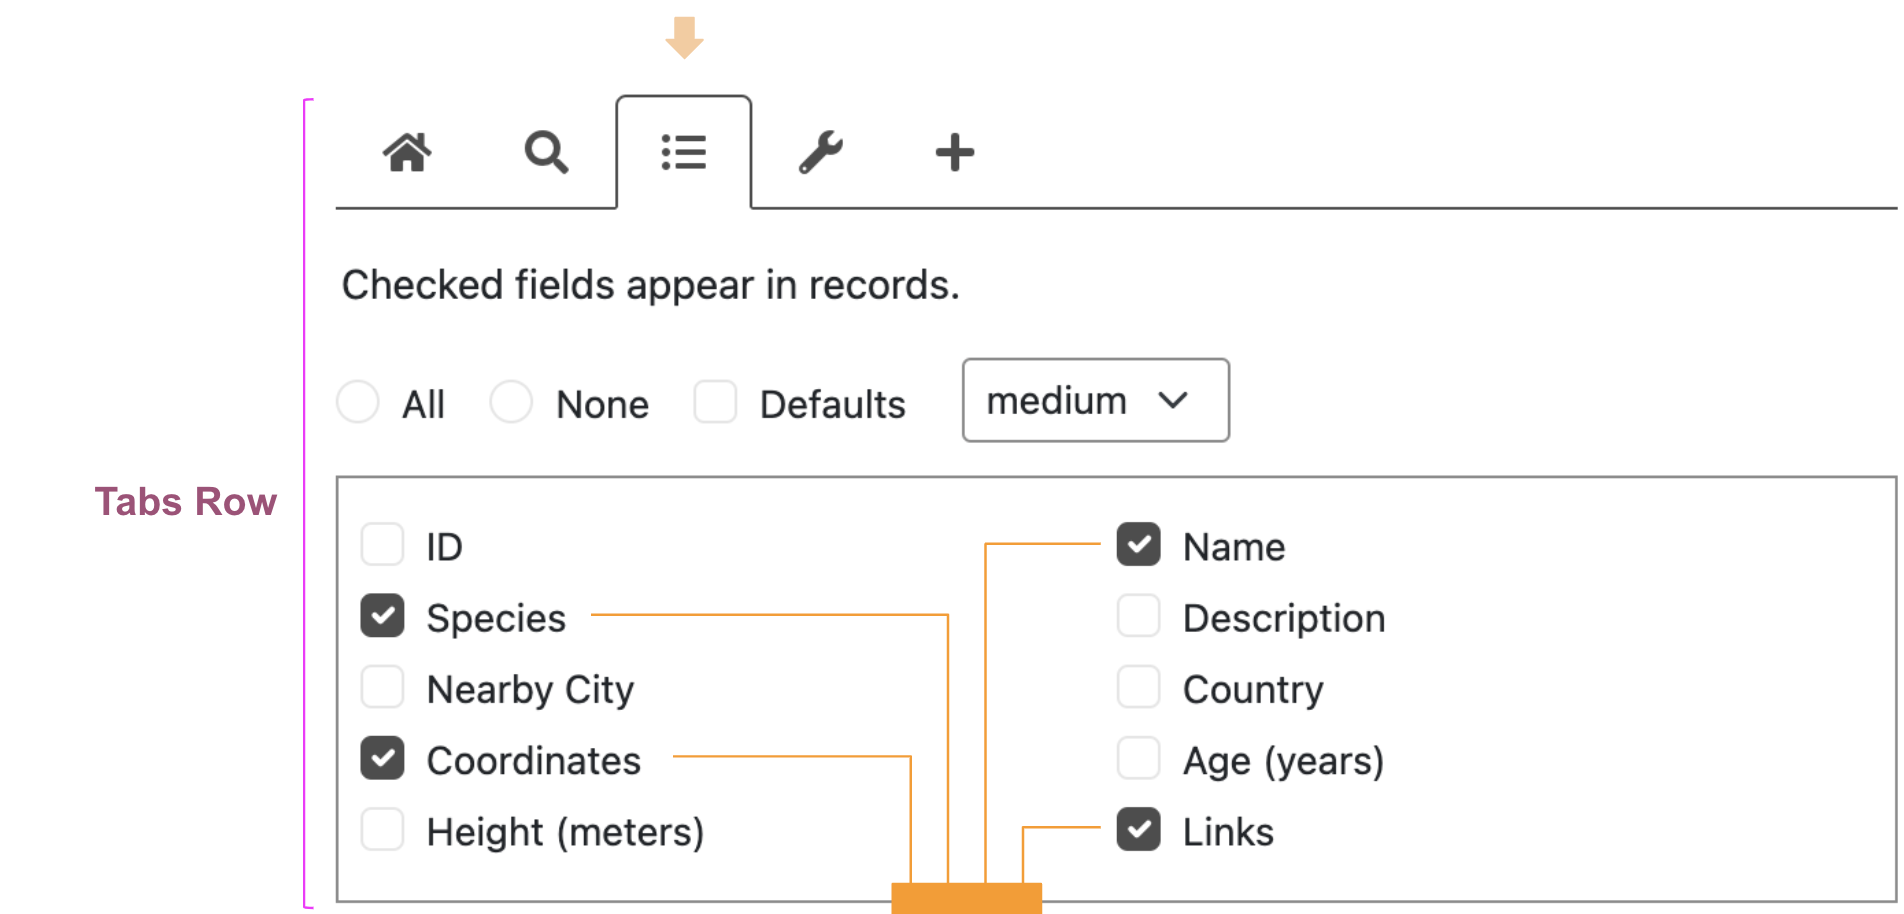 Checked fields appear in records.
All None Defaults medium
Tabs Row
ID Name
Species Description
Nearby City Country
Coordinates Age (years)
Height (meters) Links